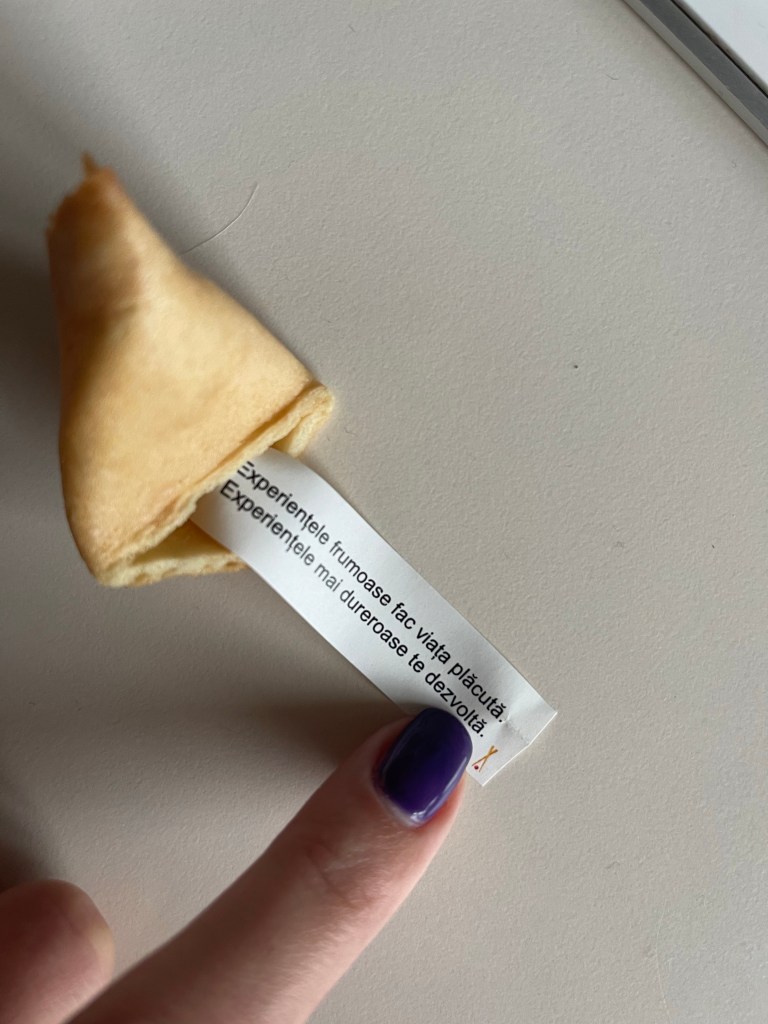 Experiențele frumoase fac viața plăcută.
Experiențele mai dureroase te dezvoltă.